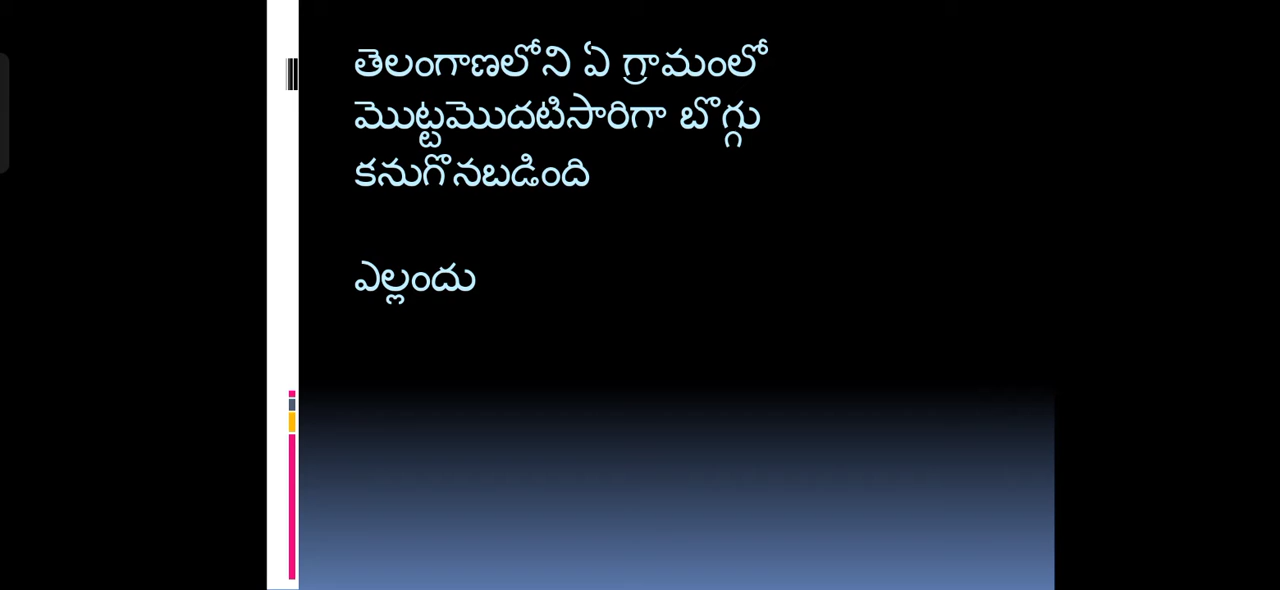 తెలంగాణలోని ఏ గ్రామంలో
మొట్టమొదటిసారిగా బొగ్గు
కనుగొనబడింది
ఎల్లందు